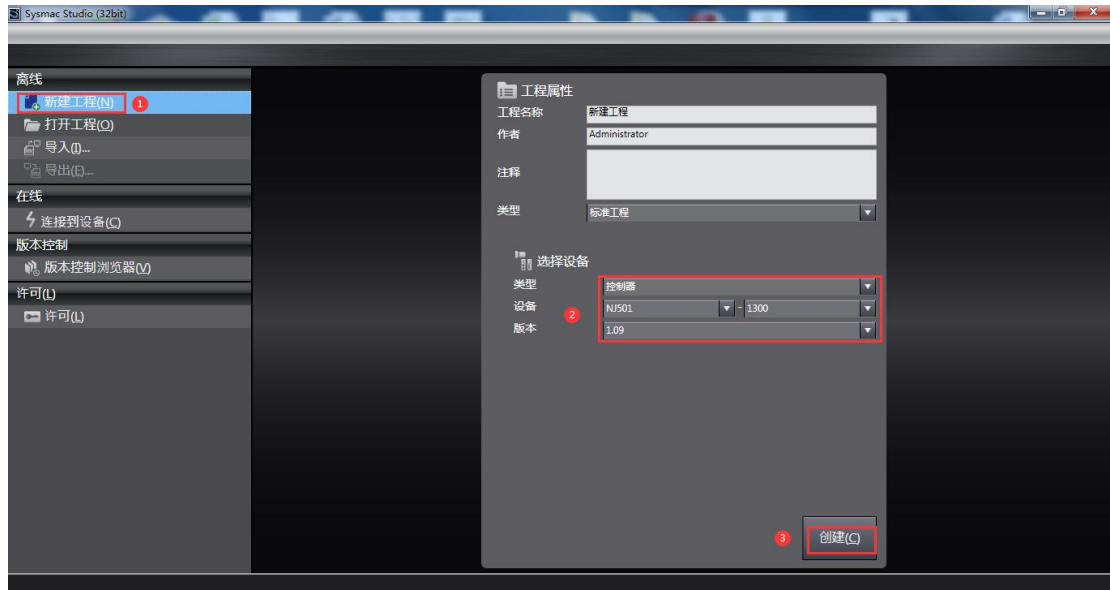 Sysmac Studio (32bit)
离线
新建工程(N) 1
打开工程(O)
导入(I)...
导出(E)...
在线
连接到设备(C)
版本控制
版本控制浏览器(V)
许可(L)
许可(L)
工程属性
工程名称 新建工程
作者 Administrator
注释
类型 标准工程
选择设备
类型 控制器
设备 NJ501 - 1300
2
版本 1.09
3 创建(C)